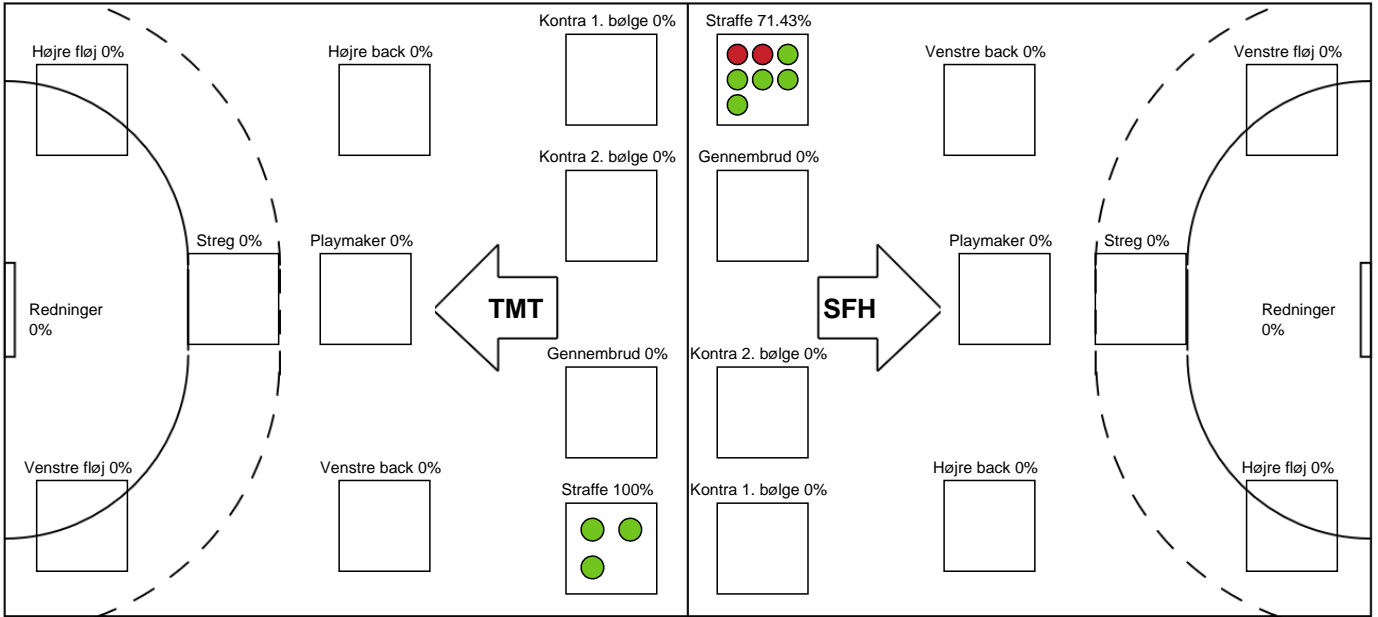 Kontra 1. bølge 0%
Straffe 71.43%
Højre fløj 0%
Højre back 0%
Venstre back 0%
Venstre fløj 0%
Kontra 2. bølge 0%
Gennembrud 0%
Streg 0%
Playmaker 0%
Playmaker 0%
Streg 0%
Redninger
0%
TMT
SFH
Redninger
0%
Gennembrud 0%
Kontra 2. bølge 0%
Venstre fløj 0%
Venstre back 0%
Højre back 0%
Højre fløj 0%
Straffe 100%
Kontra 1. bølge 0%